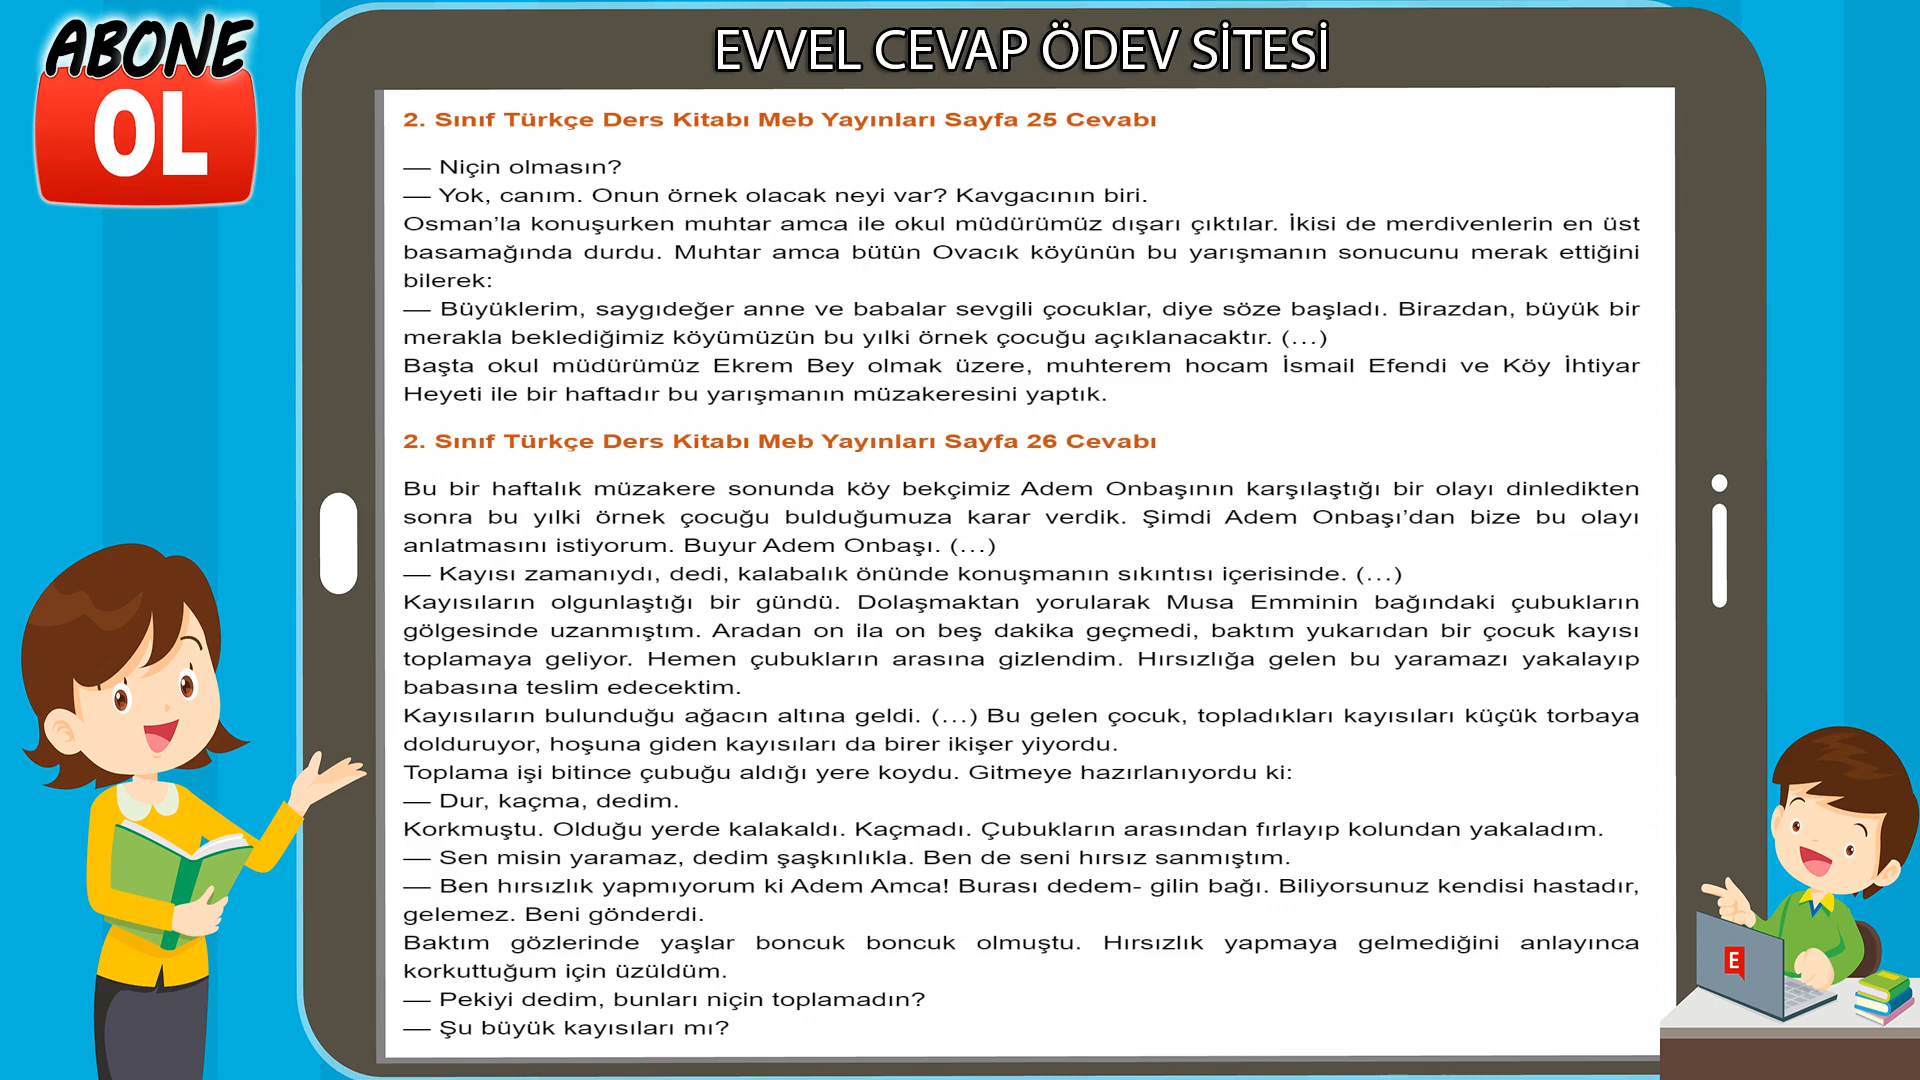 ABONE
OL
EVVEL CEVAP ÖDEV SİTESİ
2. Sınıf Türkçe Ders Kitabı Meb Yayınları Sayfa 25 Cevabı
— Niçin olmasın?
— Yok, canım. Onun örnek olacak neyi var? Kavgacının biri.
Osman’la konuşurken muhtar amca ile okul müdürümüz dışarı çıktılar. İkisi de merdivenlerin en üst
basamağında durdu. Muhtar amca bütün Ovacık köyünün bu yarışmanın sonucunu merak ettiğini
bilerek:
— Büyüklerim, saygıdeğer anne ve babalar sevgili çocuklar, diye söze başladı. Birazdan, büyük bir
merakla beklediğimiz köyümüzün bu yılki örnek çocuğu açıklanacaktır. (…)
Başta okul müdürümüz Ekrem Bey olmak üzere, muhterem hocam İsmail Efendi ve Köy İhtiyar
Heyeti ile bir haftadır bu yarışmanın müzakeresini yaptık.
2. Sınıf Türkçe Ders Kitabı Meb Yayınları Sayfa 26 Cevabı
Bu bir haftalık müzakere sonunda köy bekçimiz Adem Onbaşının karşılaştığı bir olayı dinledikten
sonra bu yılki örnek çocuğu bulduğumuza karar verdik. Şimdi Adem Onbaşı’dan bize bu olayı
anlatmasını istiyorum. Buyur Adem Onbaşı. (…)
— Kayısı zamanıydı, dedi, kalabalık önünde konuşmanın sıkıntısı içerisinde. (…)
Kayısıların olgunlaştığı bir gündü. Dolaşmaktan yorularak Musa Emminin bağındaki çubukların
gölgesinde uzanmıştım. Aradan on ila on beş dakika geçmedi, baktım yukarıdan bir çocuk kayısı
toplamaya geliyor. Hemen çubukların arasına gizlendim. Hırsızlığa gelen bu yaramazı yakalayıp
babasına teslim edecektim.
Kayısıların bulunduğu ağacın altına geldi. (…) Bu gelen çocuk, topladıkları kayısıları küçük torbaya
dolduruyor, hoşuna giden kayısıları da birer ikişer yiyordu.
Toplama işi bitince çubuğu aldığı yere koydu. Gitmeye hazırlanıyordu ki:
— Dur, kaçma, dedim.
Korkmuştu. Olduğu yerde kalakaldı. Kaçmadı. Çubukların arasından fırlayıp kolundan yakaladım.
— Sen misin yaramaz, dedim şaşkınlıkla. Ben de seni hırsız sanmıştım.
— Ben hırsızlık yapmıyorum ki Adem Amca! Burası dedem- gilin bağı. Biliyorsunuz kendisi hastadır,
gelemez. Beni gönderdi.
Baktım gözlerinde yaşlar boncuk boncuk olmuştu. Hırsızlık yapmaya gelmediğini anlayınca
korkuttuğum için üzüldüm.
— Pekiyi dedim, bunları niçin toplamadın?
— Şu büyük kayısıları mı?
E